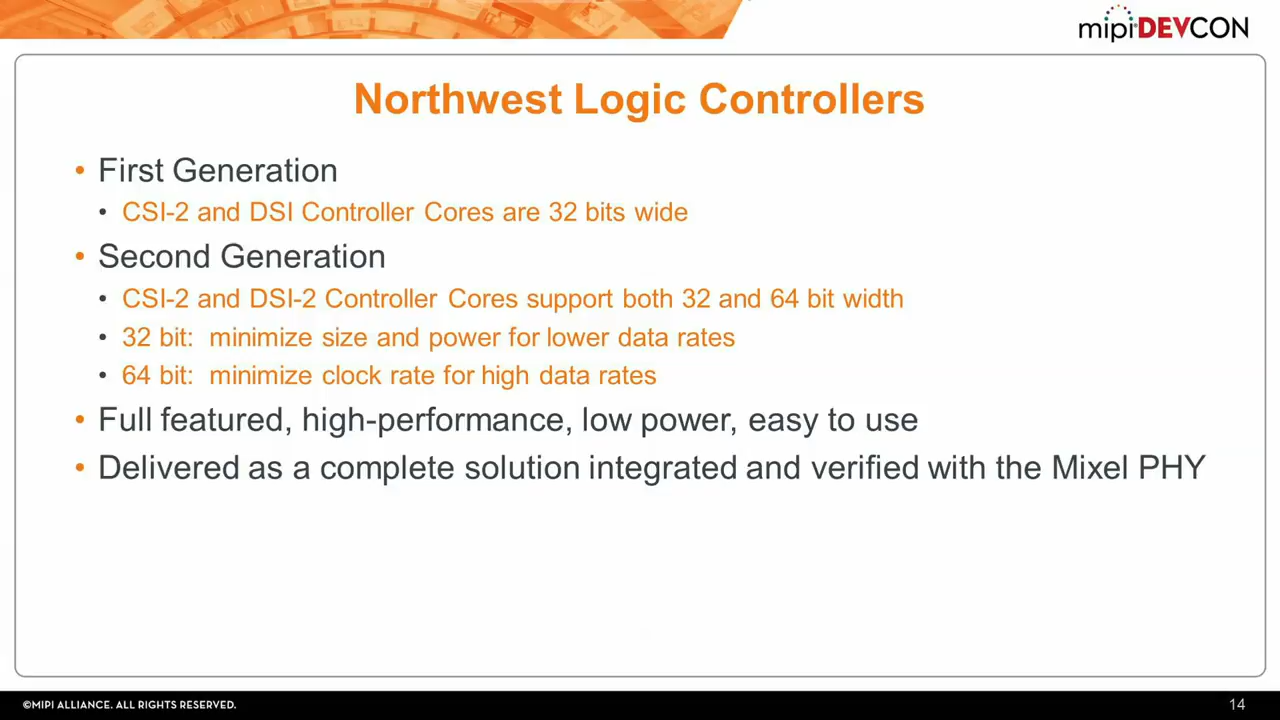 mipi DEVCON
Northwest Logic Controllers
• First Generation
• CSI-2 and DSI Controller Cores are 32 bits wide
• Second Generation
• CSI-2 and DSI-2 Controller Cores support both 32 and 64 bit width
• 32 bit:  minimize size and power for lower data rates
• 64 bit:  minimize clock rate for high data rates
• Full featured, high-performance, low power, easy to use
• Delivered as a complete solution integrated and verified with the Mixel PHY
©MIPI ALLIANCE. ALL RIGHTS RESERVED.
14